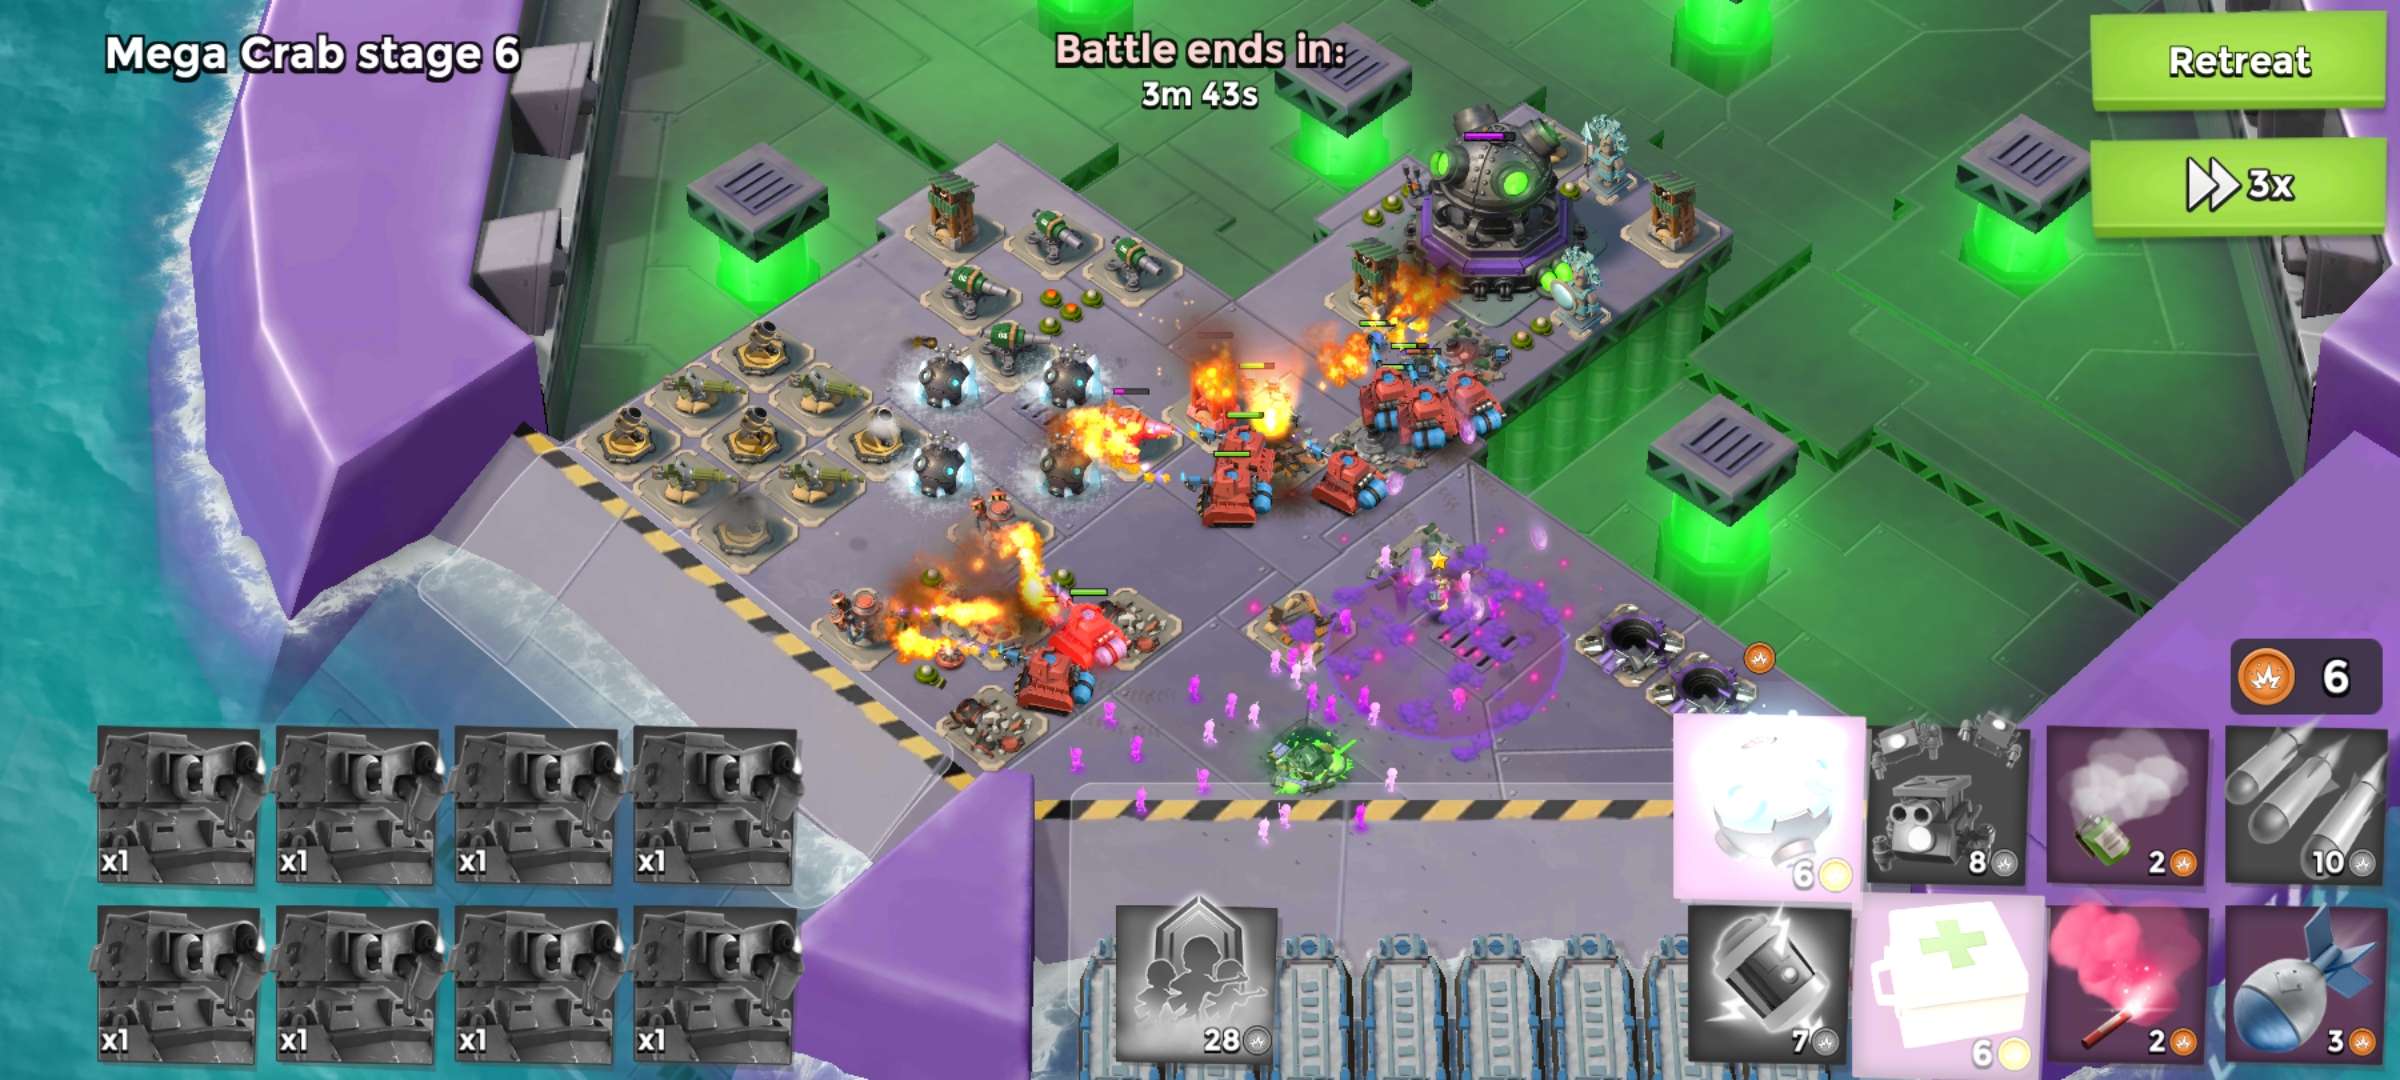 Mega Crab stage 6
Battle ends in:
3m 43s
Retreat
3x
6
x1
x1
x1
x1
6
8
2
10
x1
x1
x1
x1
28
7
6
2
3